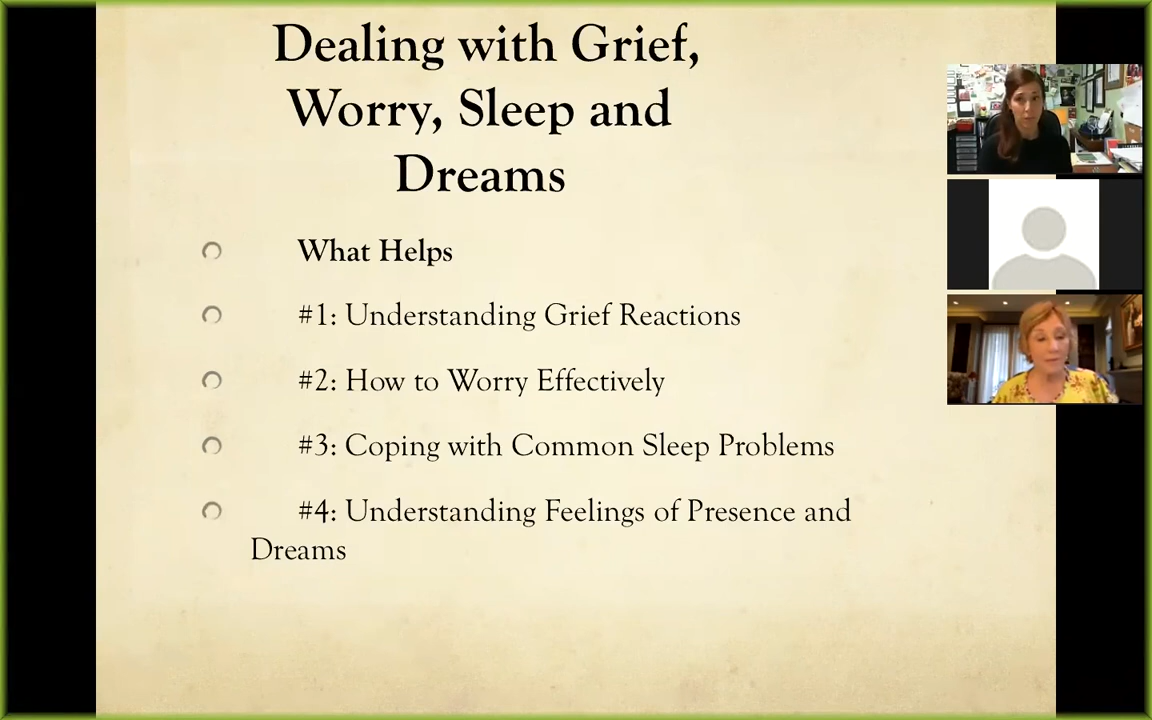 Dealing with Grief,
Worry, Sleep and
Dreams
What Helps
#1: Understanding Grief Reactions
#2: How to Worry Effectively
#3: Coping with Common Sleep Problems
#4: Understanding Feelings of Presence and
Dreams